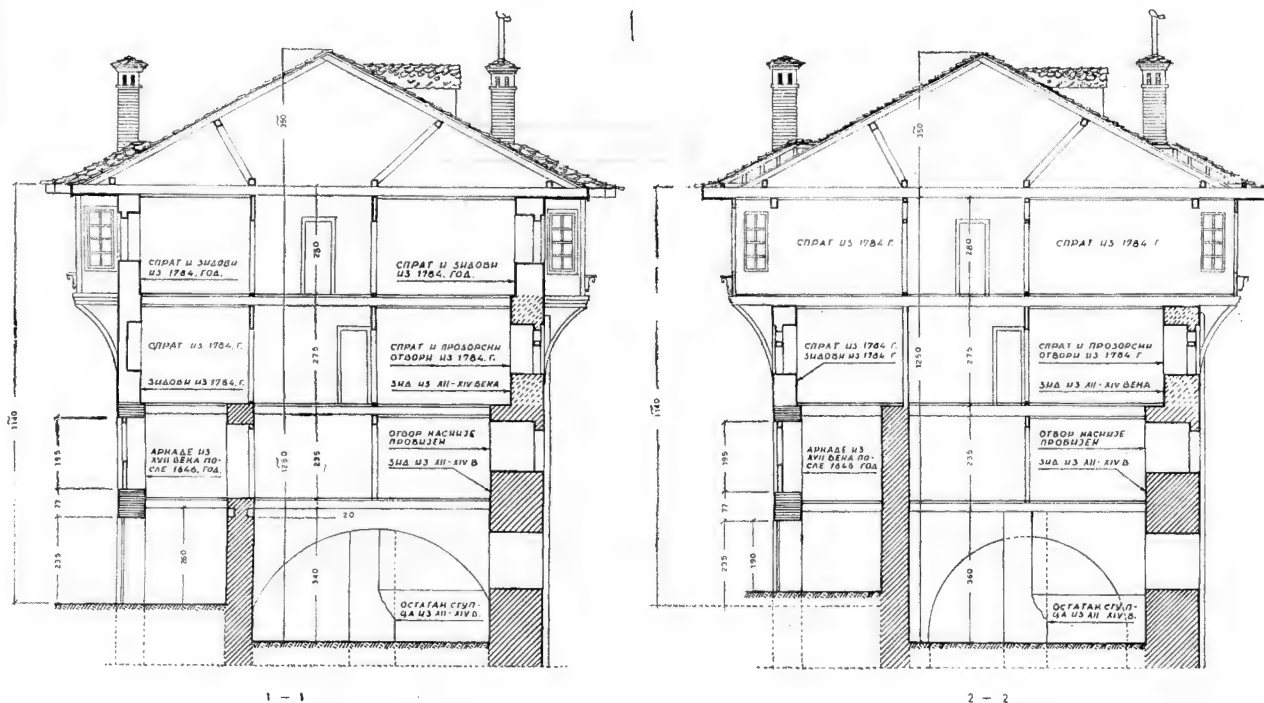 350
СПРАТ И ЗИДОВИ
ИЗ 1784, ГОД.
280
СПРАТ И ЗИДОВИ
ИЗ 1784, ГОД.
СПРАТ ИЗ 1784, Г.
ЗИДОВИ ИЗ 1784, Г.
275
СПРАТ И ПРОЗОРСКИ
ОТВОРИ ИЗ 1784, Г.
ЗИД ИЗ XII-XIV ВЕКА
1140
195
77
235
АРКАДЕ ИЗ
XVII ВЕКА ПО-
СЛЕ 1646, ГОД.
260
1250
235
ОТВОР КАСНИЈЕ
ПРОБИЈЕН
ЗИД ИЗ XII-XIV В
20
340
ОСТАТАК СТУП-
ЦА ИЗ XII-XIV В.
1 – 1
350
СПРАТ ИЗ 1784 Г.
280
СПРАТ ИЗ 1784 Г
СПРАТ ИЗ 1784 Г.
ЗИДОВИ ИЗ 1784 Г
1250
275
СПРАТ И ПРОЗОРСКИ
ОТВОРИ ИЗ 1784 Г
ЗИД ИЗ XII-XIV ВЕКА
1140
195
77
235
190
АРКАДЕ ИЗ
XVII ВЕКА ПО-
СЛЕ 1646 ГОД
235
ОТВОР КАСНИЈЕ
ПРОБИЈЕН
ЗИД ИЗ XII-XIV В
360
ОСТАТАК СТУП-
ЦА ИЗ XII XIV, В.
2 – 2